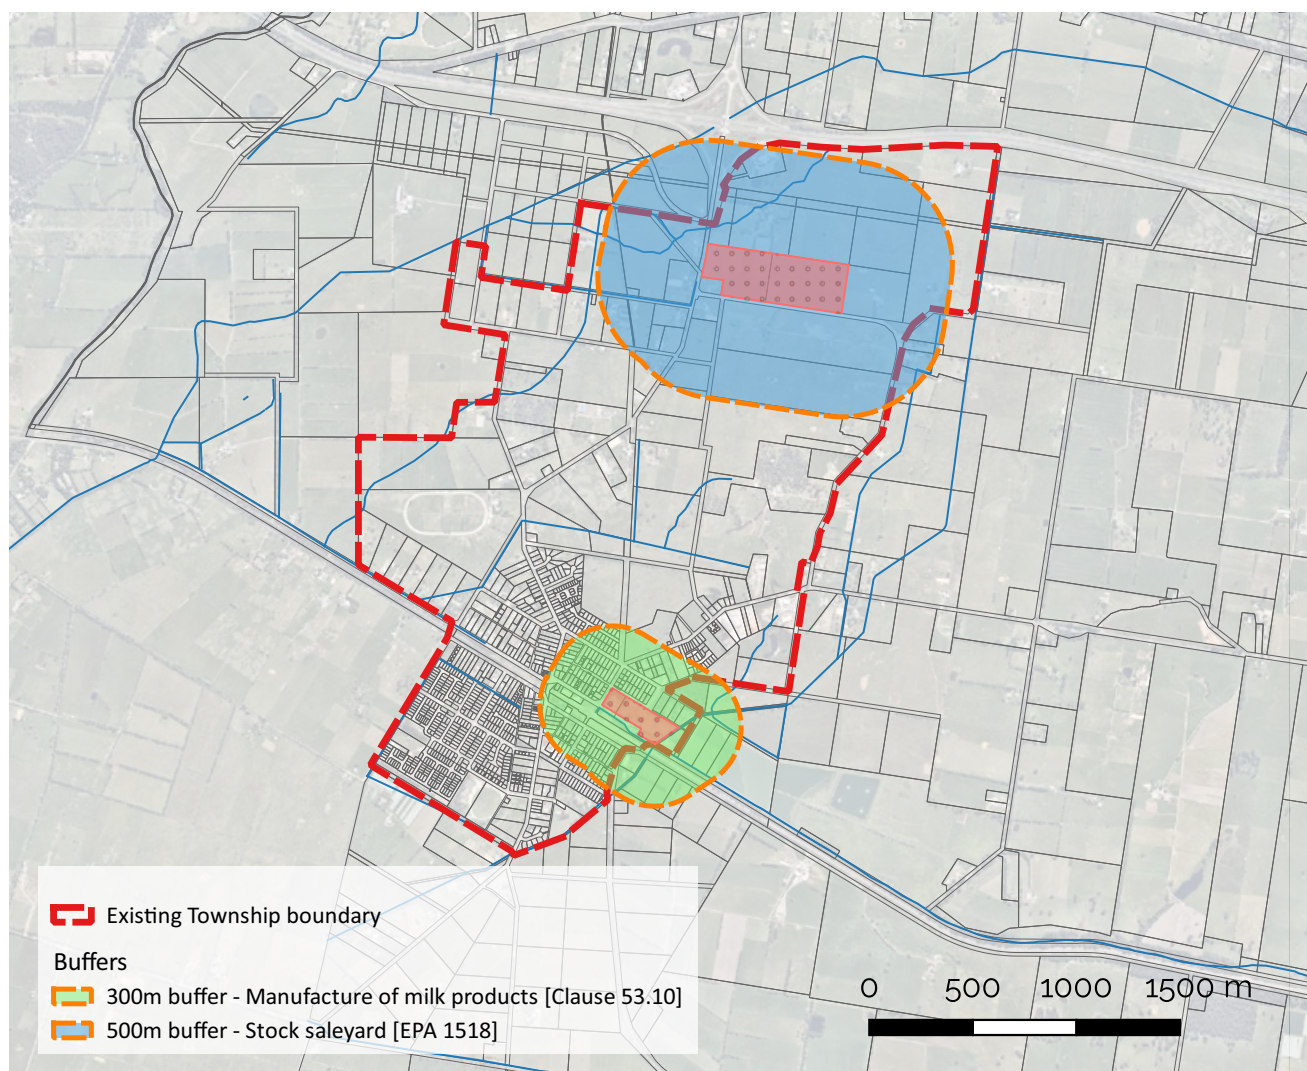 Existing Township boundary
Buffers
300m buffer - Manufacture of milk products [Clause 53.10]
500m buffer - Stock saleyard [EPA 1518]
0 500 1000 1500 m